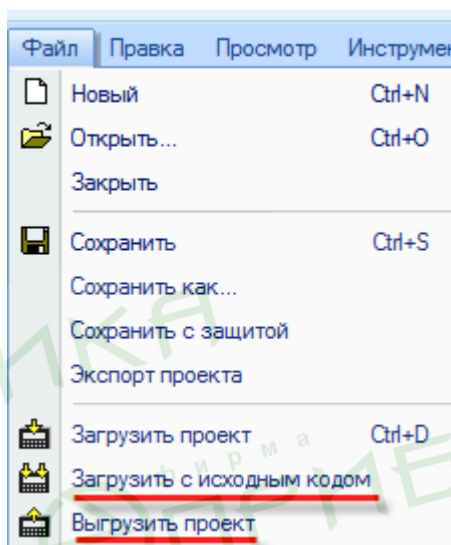 Файл Правка Просмотр
Новый Ctrl+N
Открыть... Ctrl+O
Закрыть
Сохранить Ctrl+S
Сохранить как...
Сохранить с защитой
Экспорт проекта
Загрузить проект Ctrl+D
фирма
Загрузить с исходным кодом
Выгрузить проект